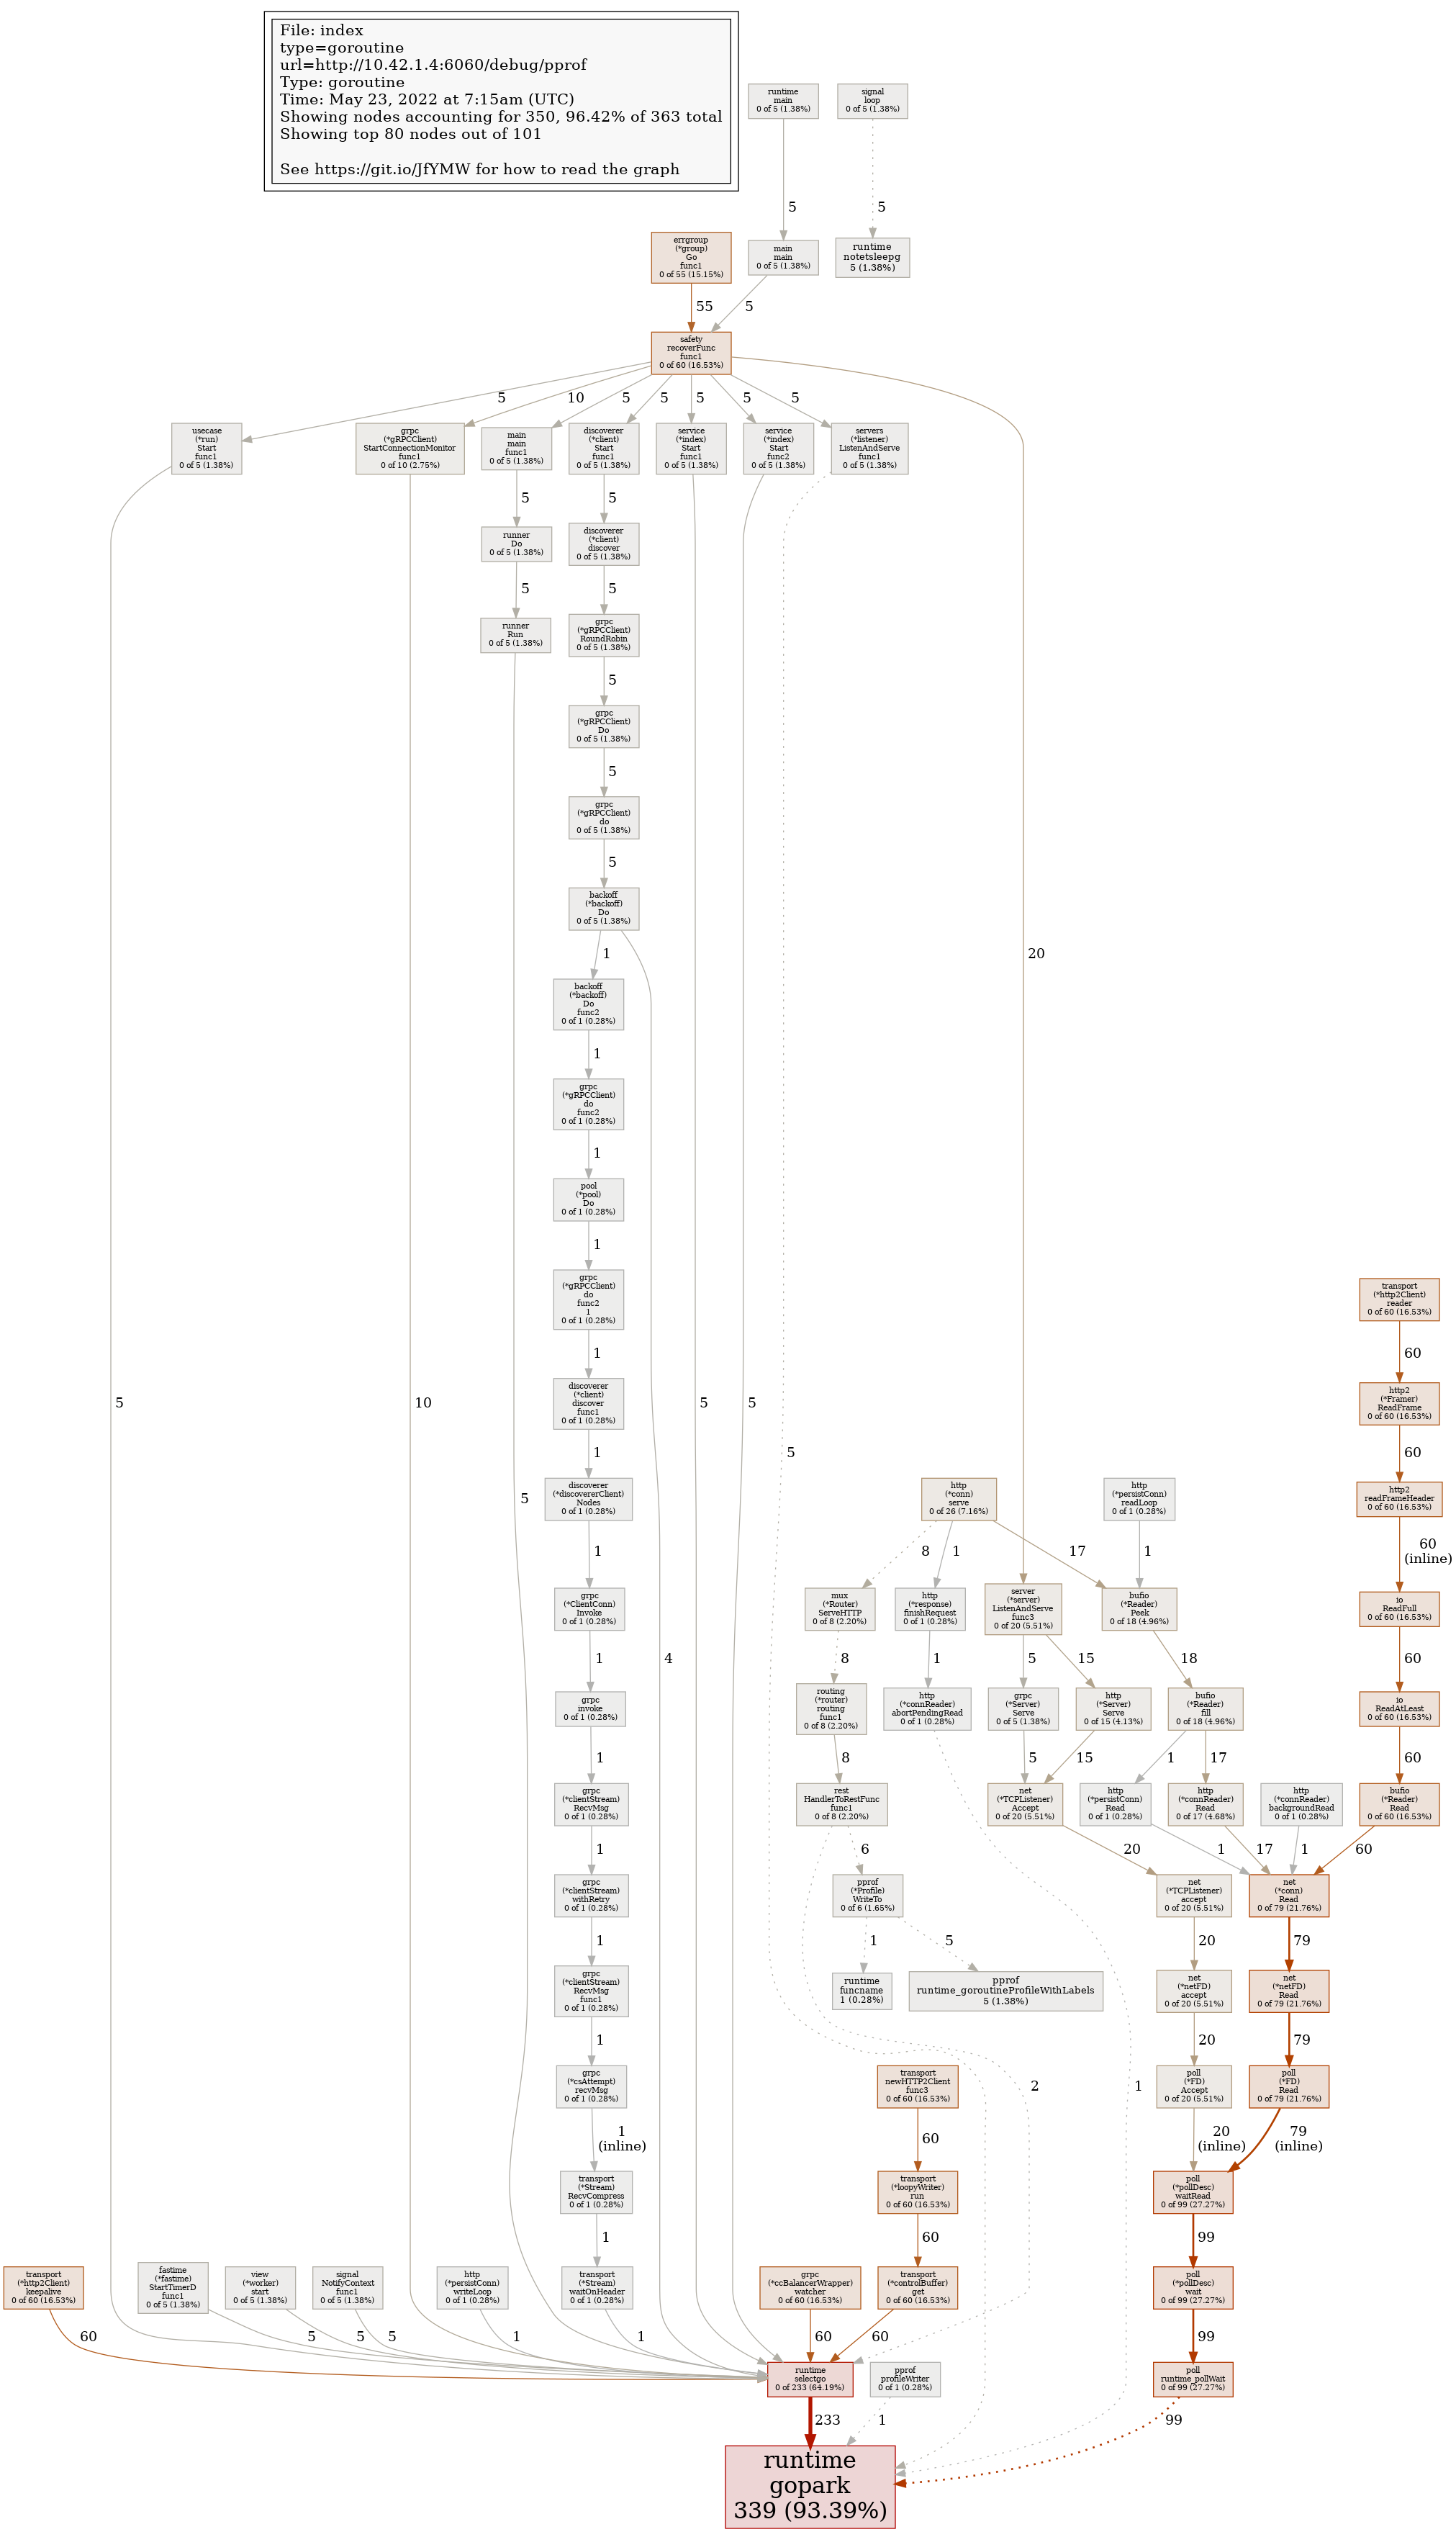 File: index
type=goroutine
url=http://10.42.1.4:6060/debug/pprof
Type: goroutine
Time: May 23, 2022 at 7:15am (UTC)
Showing nodes accounting for 350, 96.42% of 363 total
Showing top 80 nodes out of 101
See https://git.io/JfYMW for how to read the graph
runtime
main
0 of 5 (1.38%)
signal
loop
0 of 5 (1.38%)
5
5
errgroup
(*group)
Go
func1
0 of 55 (15.15%)
main
main
0 of 5 (1.38%)
runtime
notetsleepg
5 (1.38%)
55
5
safety
recoverFunc
func1
0 of 60 (16.53%)
5
10
5
5
5
5
5
20
usecase
(*run)
Start
func1
0 of 5 (1.38%)
grpc
(*gRPCClient)
StartConnectionMonitor
func1
0 of 10 (2.75%)
main
main
func1
0 of 5 (1.38%)
discoverer
(*client)
Start
func1
0 of 5 (1.38%)
service
(*index)
Start
func1
0 of 5 (1.38%)
service
(*index)
Start
func2
0 of 5 (1.38%)
servers
(*listener)
ListenAndServe
func1
0 of 5 (1.38%)
5
5
runner
Do
0 of 5 (1.38%)
discoverer
(*client)
discover
0 of 5 (1.38%)
5
5
runner
Run
0 of 5 (1.38%)
grpc
(*gRPCClient)
RoundRobin
0 of 5 (1.38%)
5
grpc
(*gRPCClient)
Do
0 of 5 (1.38%)
5
grpc
(*gRPCClient)
do
0 of 5 (1.38%)
5
backoff
(*backoff)
Do
0 of 5 (1.38%)
1
backoff
(*backoff)
Do
func2
0 of 1 (0.28%)
1
grpc
(*gRPCClient)
do
func2
0 of 1 (0.28%)
1
pool
(*pool)
Do
0 of 1 (0.28%)
1
grpc
(*gRPCClient)
do
func2
1
0 of 1 (0.28%)
1
discoverer
(*client)
discover
func1
0 of 1 (0.28%)
5
10
5
5
5
5
4
1
discoverer
(*discovererClient)
Nodes
0 of 1 (0.28%)
1
grpc
(*ClientConn)
Invoke
0 of 1 (0.28%)
1
grpc
invoke
0 of 1 (0.28%)
1
grpc
(*clientStream)
RecvMsg
0 of 1 (0.28%)
1
grpc
(*clientStream)
withRetry
0 of 1 (0.28%)
1
grpc
(*clientStream)
RecvMsg
func1
0 of 1 (0.28%)
1
grpc
(*csAttempt)
recvMsg
0 of 1 (0.28%)
1
(inline)
transport
(*Stream)
RecvCompress
0 of 1 (0.28%)
1
transport
(*Stream)
waitOnHeader
0 of 1 (0.28%)
1
transport
(*http2Client)
reader
0 of 60 (16.53%)
60
http2
(*Framer)
ReadFrame
0 of 60 (16.53%)
60
http2
readFrameHeader
0 of 60 (16.53%)
60
(inline)
io
ReadFull
0 of 60 (16.53%)
60
io
ReadAtLeast
0 of 60 (16.53%)
60
bufio
(*Reader)
Read
0 of 60 (16.53%)
60
http
(*conn)
serve
0 of 26 (7.16%)
http
(*persistConn)
readLoop
0 of 1 (0.28%)
8
1
17
1
mux
(*Router)
ServeHTTP
0 of 8 (2.20%)
http
(*response)
finishRequest
0 of 1 (0.28%)
server
(*server)
ListenAndServe
func3
0 of 20 (5.51%)
bufio
(*Reader)
Peek
0 of 18 (4.96%)
8
1
5
15
18
routing
(*router)
routing
func1
0 of 8 (2.20%)
http
(*connReader)
abortPendingRead
0 of 1 (0.28%)
grpc
(*Server)
Serve
0 of 5 (1.38%)
http
(*Server)
Serve
0 of 15 (4.13%)
bufio
(*Reader)
fill
0 of 18 (4.96%)
8
5
15
1
17
rest
HandlerToRestFunc
func1
0 of 8 (2.20%)
net
(*TCPListener)
Accept
0 of 20 (5.51%)
http
(*persistConn)
Read
0 of 1 (0.28%)
http
(*connReader)
Read
0 of 17 (4.68%)
http
(*connReader)
backgroundRead
0 of 1 (0.28%)
6
20
1
17
1
pprof
(*Profile)
WriteTo
0 of 6 (1.65%)
net
(*TCPListener)
accept
0 of 20 (5.51%)
net
(*conn)
Read
0 of 79 (21.76%)
1
5
20
79
runtime
funcname
1 (0.28%)
pprof
runtime_goroutineProfileWithLabels
5 (1.38%)
net
(*netFD)
accept
0 of 20 (5.51%)
net
(*netFD)
Read
0 of 79 (21.76%)
20
79
transport
newHTTP2Client
func3
0 of 60 (16.53%)
2
1
poll
(*FD)
Accept
0 of 20 (5.51%)
poll
(*FD)
Read
0 of 79 (21.76%)
60
20
(inline)
79
(inline)
transport
(*loopyWriter)
run
0 of 60 (16.53%)
poll
(*pollDesc)
waitRead
0 of 99 (27.27%)
60
99
transport
(*http2Client)
keepalive
0 of 60 (16.53%)
fastime
(*fastime)
StartTimerD
func1
0 of 5 (1.38%)
view
(*worker)
start
0 of 5 (1.38%)
signal
NotifyContext
func1
0 of 5 (1.38%)
http
(*persistConn)
writeLoop
0 of 1 (0.28%)
grpc
(*ccBalancerWrapper)
watcher
0 of 60 (16.53%)
transport
(*controlBuffer)
get
0 of 60 (16.53%)
poll
(*pollDesc)
wait
0 of 99 (27.27%)
60
5
5
5
1
60
60
99
runtime
selectgo
0 of 233 (64.19%)
pprof
profileWriter
0 of 1 (0.28%)
poll
runtime_pollWait
0 of 99 (27.27%)
233
1
99
runtime
gopark
339 (93.39%)